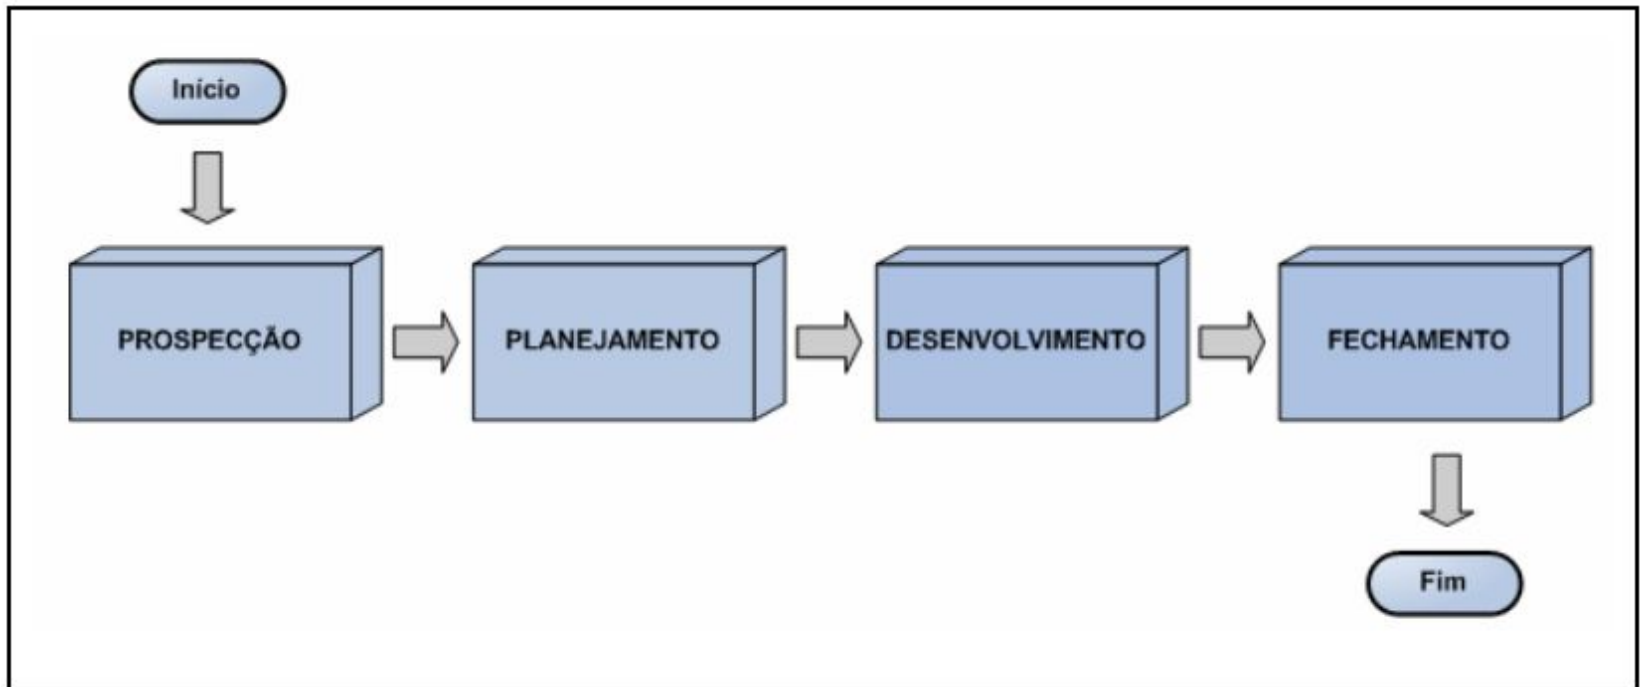 Início
PROSPECÇÃO
PLANEJAMENTO
DESENVOLVIMENTO
FECHAMENTO
Fim